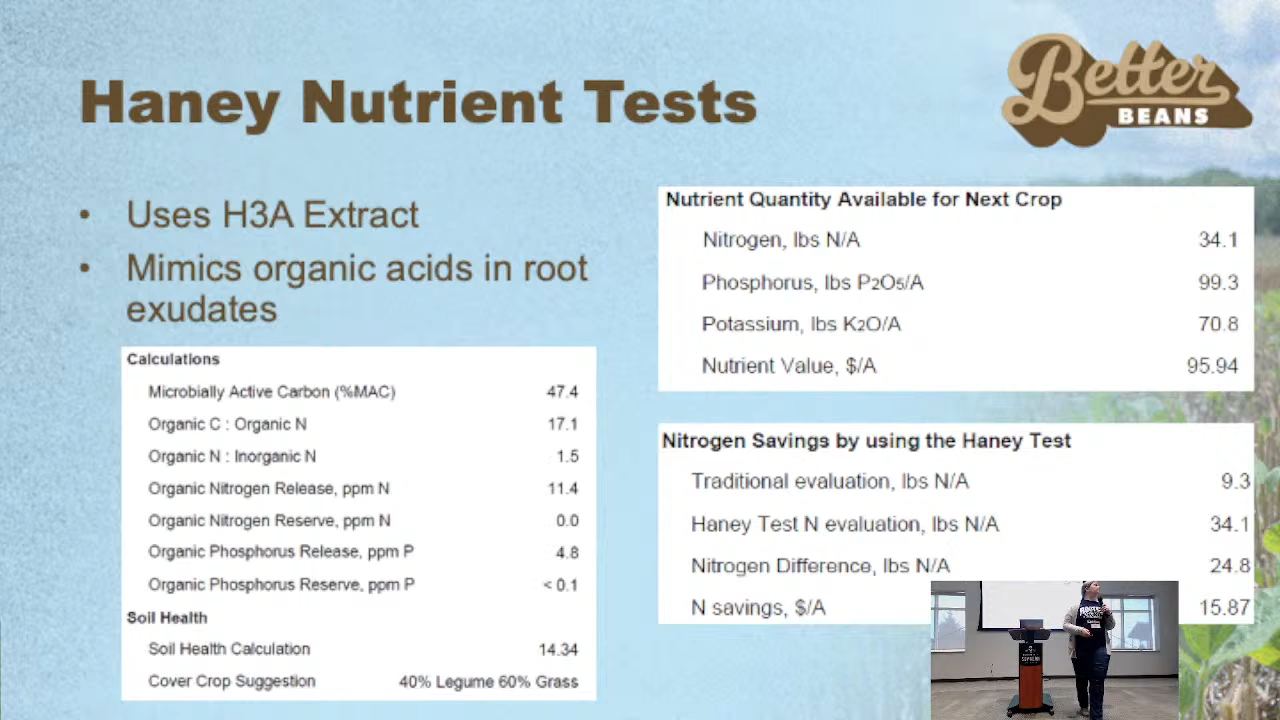 Haney Nutrient Tests
Better
BEANS
• Uses H3A Extract
• Mimics organic acids in root
exudates
Calculations
Microbially Active Carbon (%MAC) 47.4
Organic C : Organic N 17.1
Organic N : Inorganic N 1.5
Organic Nitrogen Release, ppm N 11.4
Organic Nitrogen Reserve, ppm N 0.0
Organic Phosphorus Release, ppm P 4.8
Organic Phosphorus Reserve, ppm P < 0.1
Soil Health
Soil Health Calculation 14.34
Cover Crop Suggestion 40% Legume 60% Grass
Nutrient Quantity Available for Next Crop
Nitrogen, lbs N/A 34.1
Phosphorus, lbs P2O5/A 99.3
Potassium, lbs K2O/A 70.8
Nutrient Value, $/A 95.94
Nitrogen Savings by using the Haney Test
Traditional evaluation, lbs N/A 9.3
Haney Test N evaluation, lbs N/A 34.1
Nitrogen Difference, lbs N/A 24.8
N savings, $/A 15.87